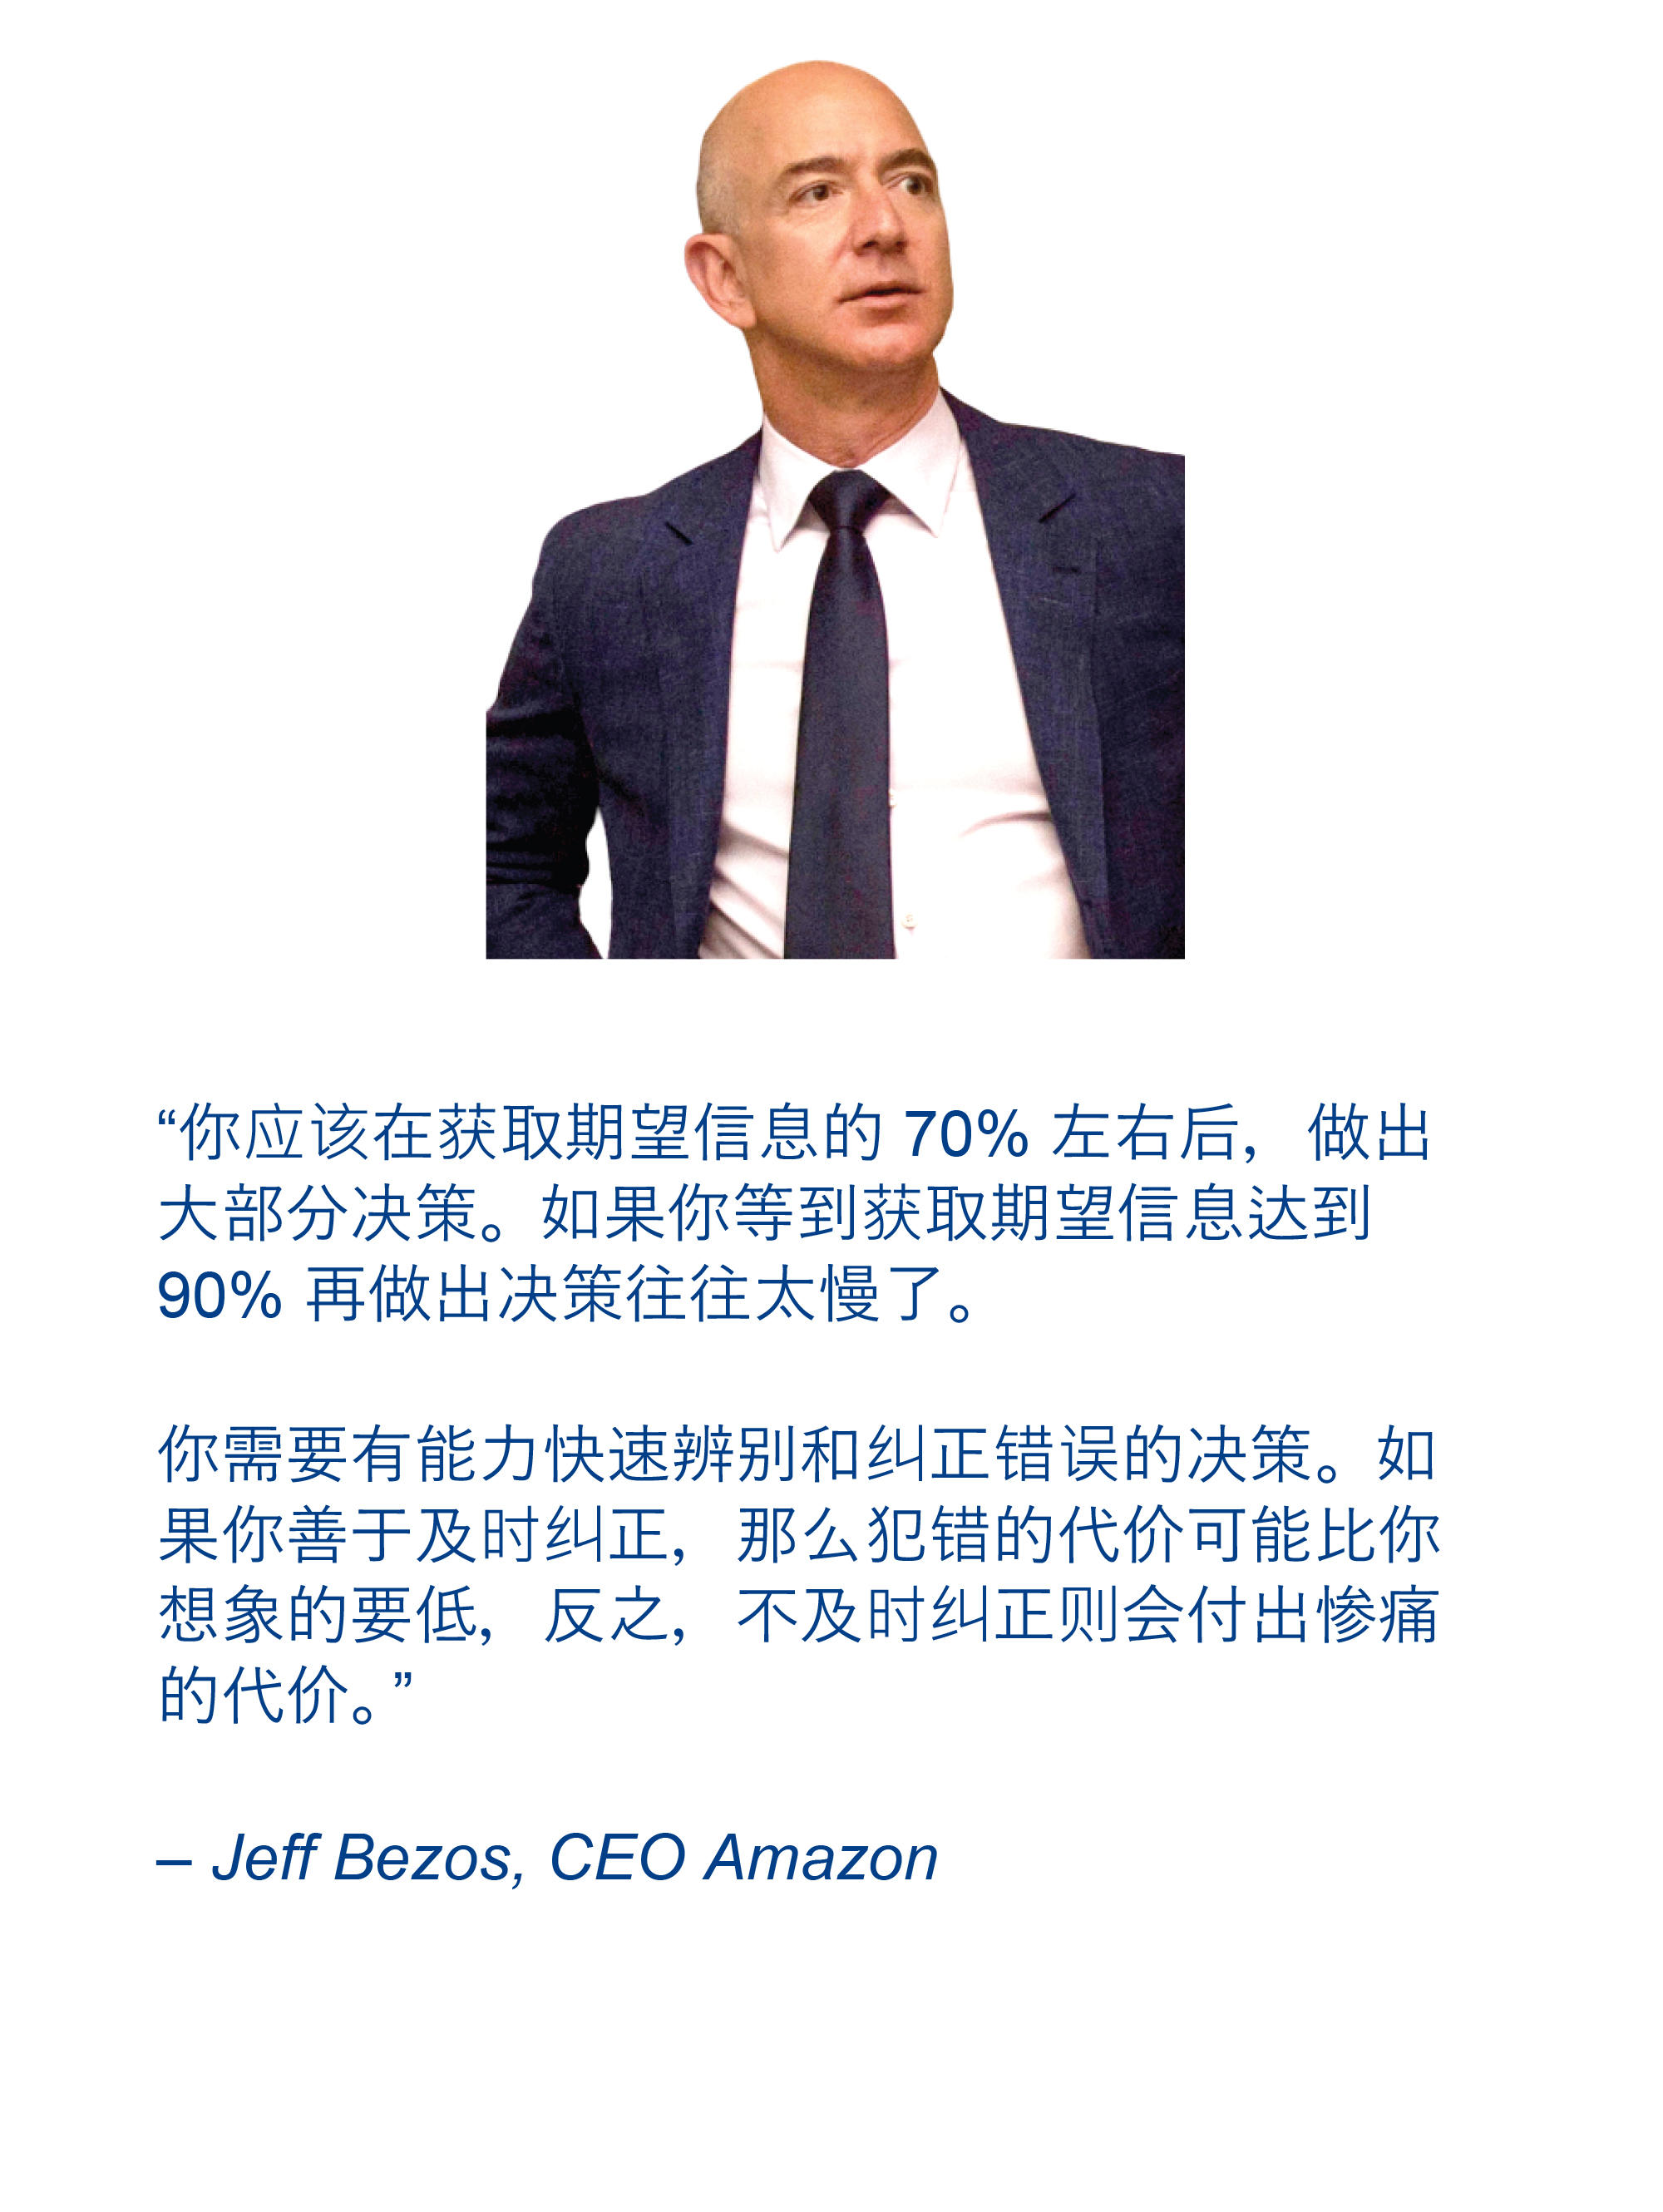 “你应该在获取期望信息的 70% 左右后，做出
大部分决策。如果你等到获取期望信息达到
90% 再做出决策往往太慢了。
你需要有能力快速辨别和纠正错误的决策。如
果你善于及时纠正，那么犯错的代价可能比你
想象的要低，反之，不及时纠正则会付出惨痛
的代价。”
– Jeff Bezos, CEO Amazon